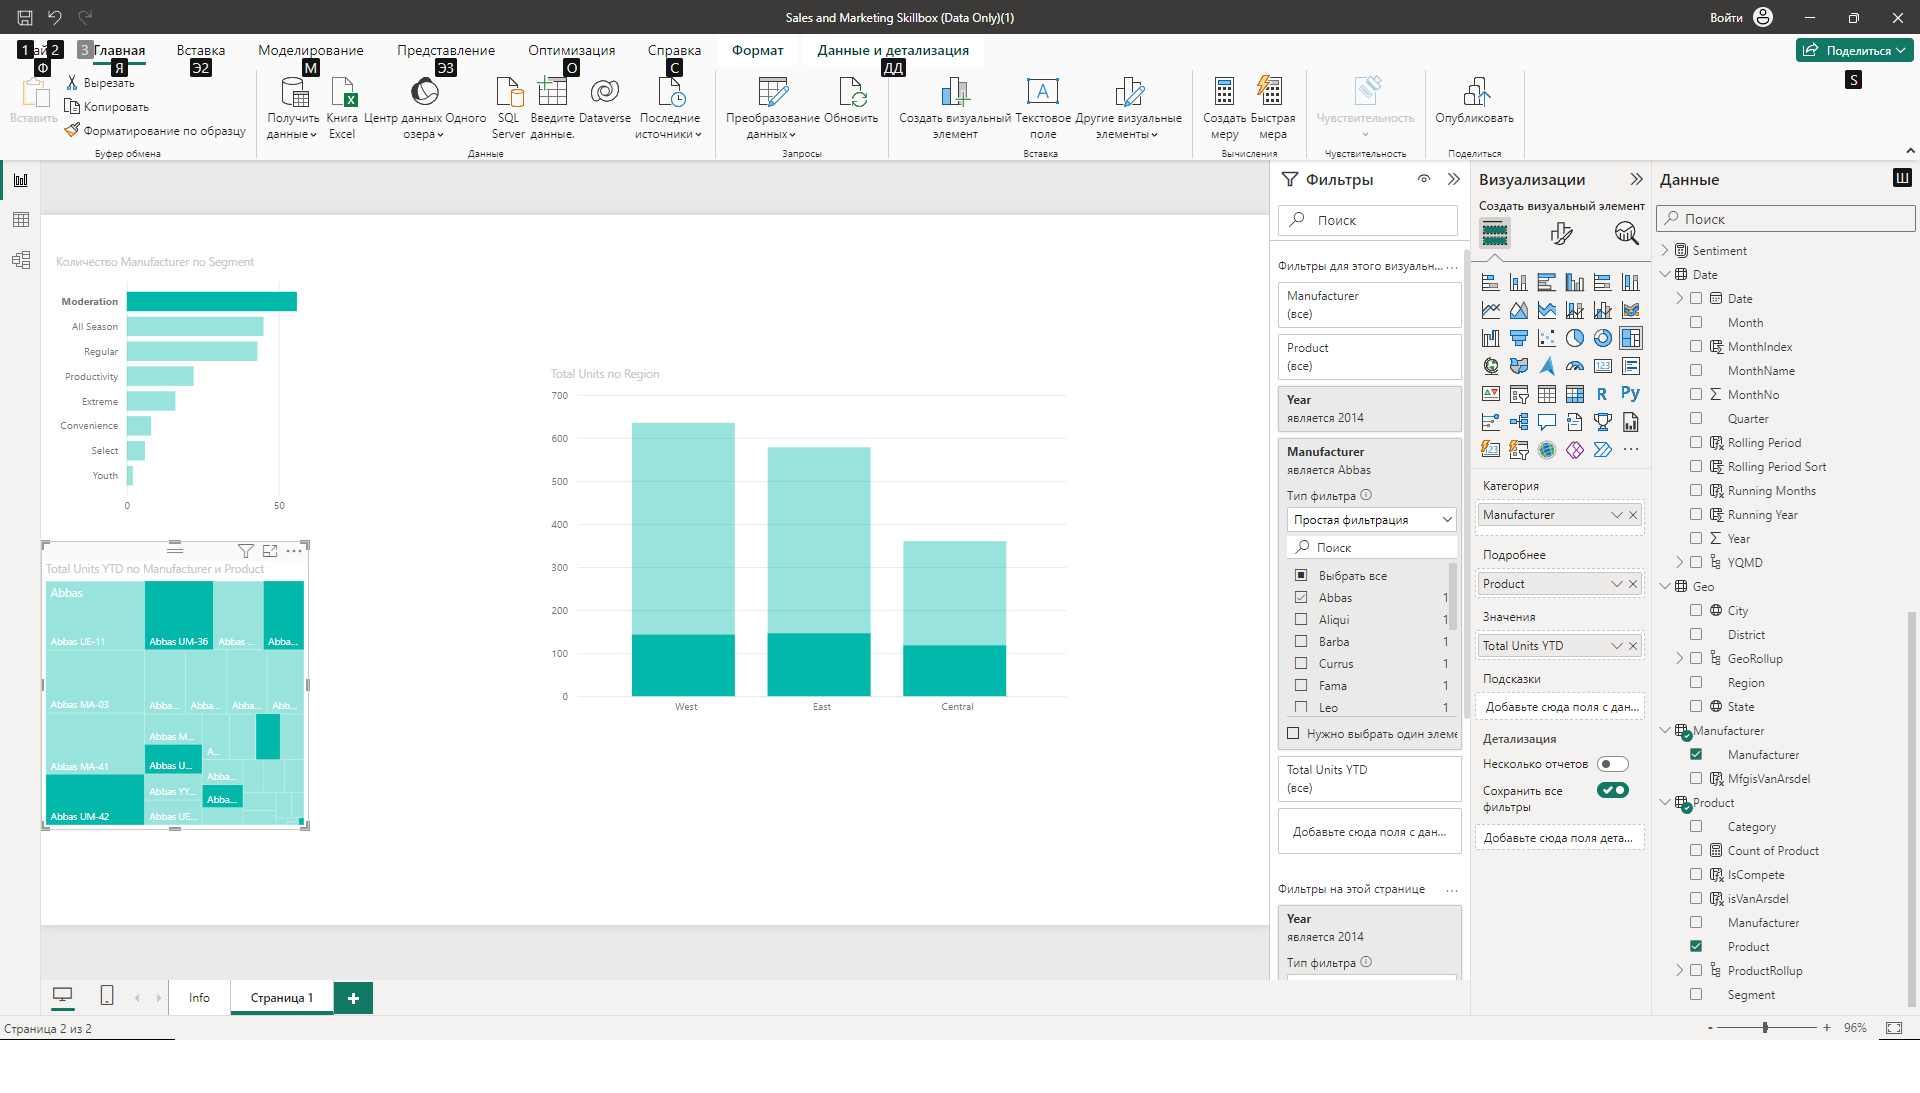 Sales and Marketing Skillbox (Data Only)(1)
Войти
1
2
3
Главная
Вставка
Моделирование
Представление
Оптимизация
Справка
Формат
Данные и детализация
Поделиться
Ф
Я
Э2
М
Э3
О
С
ДД
S
Вставить
Вырезать
Копировать
Форматирование по образцу
Буфер обмена
Получить данные
Книга Excel
Центр данных Одного озера
SQL Server
Введите данные.
Dataverse
Последние источники
Данные
Преобразование данных
Обновить
Запросы
Создать визуальный элемент
Текстовое поле
Другие визуальные элементы
Вставка
Создать меру
Быстрая мера
Вычисления
Чувствительность
Чувствительность
Опубликовать
Поделиться
Количество Manufacturer по Segment
Moderation
All Season
Regular
Productivity
Extreme
Convenience
Select
Youth
0
50
Total Units YTD по Manufacturer и Product
Abbas
Abbas UE-11
Abbas UM-36
Abbas ...
Abba...
Abbas MA-03
Abba...
Abba...
Abba...
Abb...
Abbas MA-41
Abbas M...
A...
Abbas U...
Abba...
Abbas UM-42
Abbas YY...
Abba...
Abbas UE...
Total Units по Region
700
600
500
400
300
200
100
0
West
East
Central
Фильтры
Поиск
Фильтры для этого визуальн...
Manufacturer
(все)
Product
(все)
Year
является 2014
Manufacturer
является Abbas
Тип фильтра
Простая фильтрация
Поиск
Выбрать все
Abbas 1
Aliqui 1
Barba 1
Currus 1
Fama 1
Leo 1
Нужно выбрать один элеме
Total Units YTD
(все)
Добавьте сюда поля с дан...
Фильтры на этой странице
Year
является 2014
Тип фильтра
Визуализации
Создать визуальный элемент
123
R
Py
123
Категория
Manufacturer
Подробнее
Product
Значения
Total Units YTD
Подсказки
Добавьте сюда поля с дан...
Детализация
Несколько отчетов
Сохранить все фильтры
Добавьте сюда поля дета...
Данные
Ш
Поиск
Sentiment
Date
Date
Month
MonthIndex
MonthName
MonthNo
Quarter
Rolling Period
Rolling Period Sort
Running Months
Running Year
Year
YQMD
Geo
City
District
GeoRollup
Region
State
Manufacturer
Manufacturer
MfgisVanArsdel
Product
Category
Count of Product
IsCompete
isVanArsdel
Manufacturer
Product
ProductRollup
Segment
Info
Страница 1
Страница 2 из 2
- + 96%